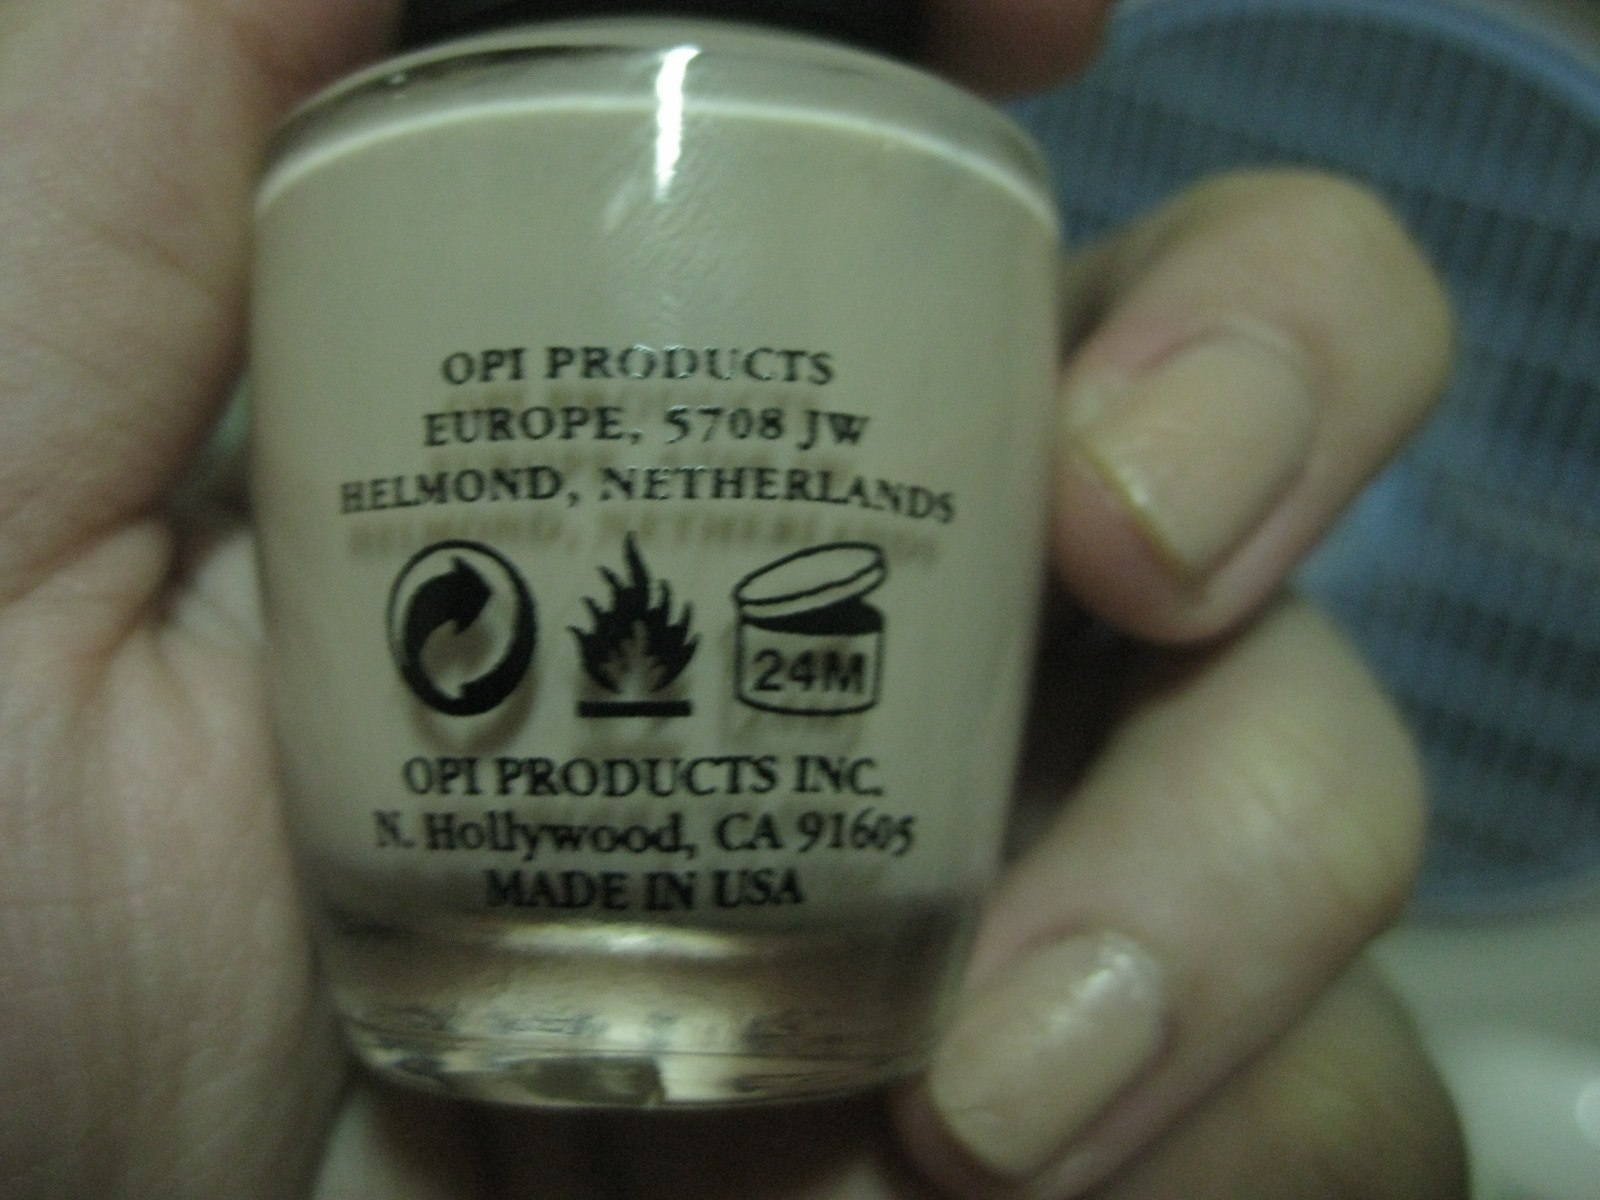 OPI PRODUCTS
EUROPE, 5708 JW
HELMOND, NETHERLANDS
24M
OPI PRODUCTS INC.
N. Hollywood, CA 91605
MADE IN USA